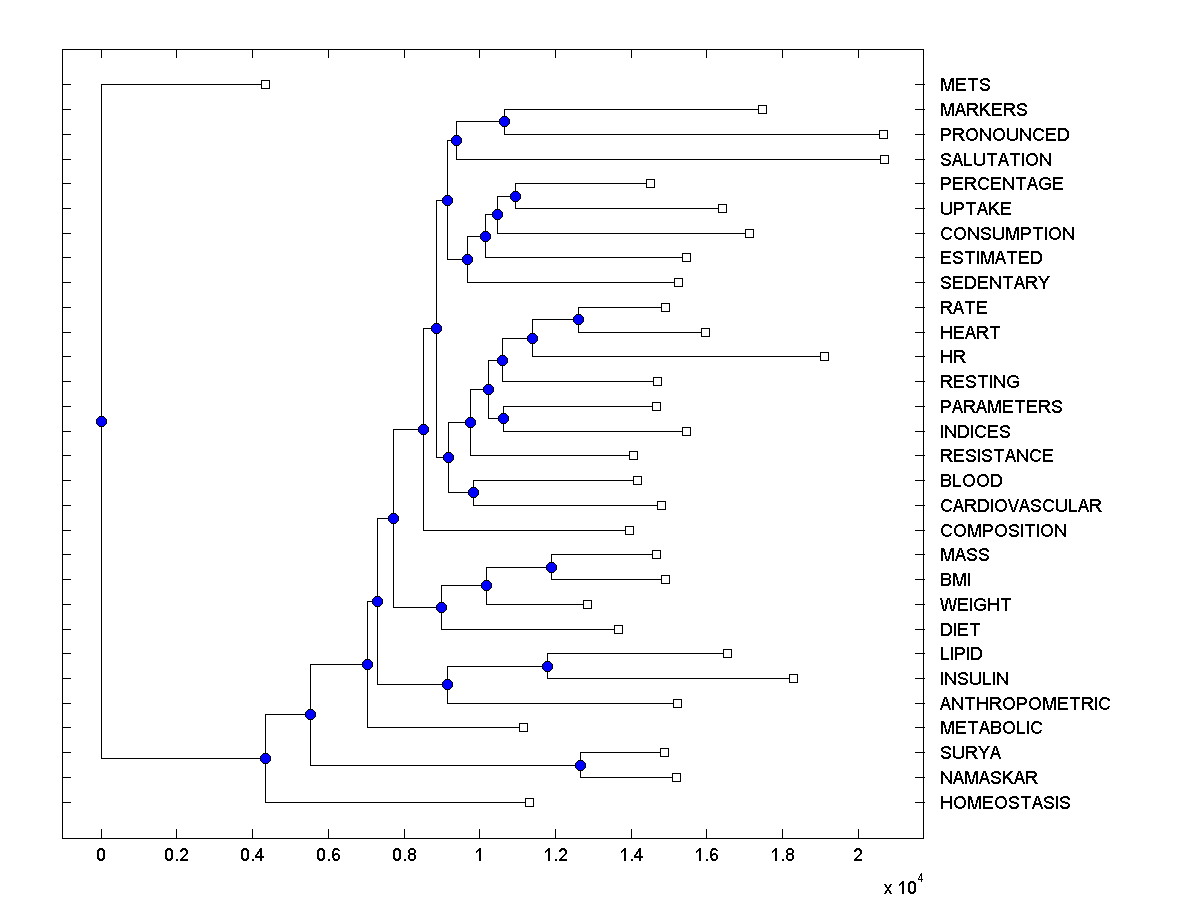 METS
MARKERS
PRONOUNCED
SALUTATION
PERCENTAGE
UPTAKE
CONSUMPTION
ESTIMATED
SEDENTARY
RATE
HEART
HR
RESTING
PARAMETERS
INDICES
RESISTANCE
BLOOD
CARDIOVASCULAR
COMPOSITION
MASS
BMI
WEIGHT
DIET
LIPID
INSULIN
ANTHROPOMETRIC
METABOLIC
SURYA
NAMASKAR
HOMEOSTASIS
0 0.2 0.4 0.6 0.8 1 1.2 1.4 1.6 1.8 2
x 10^4